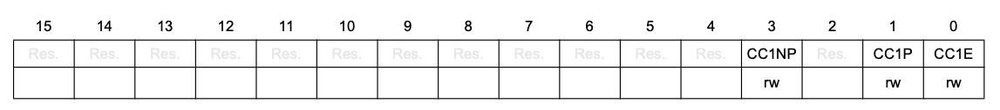 15 14 13 12 11 10 9 8 7 6 5 4 3 2 1 0
Res. Res. Res. Res. Res. Res. Res. Res. Res. Res. Res. Res. CC1NP Res. CC1P CC1E
rw rw rw